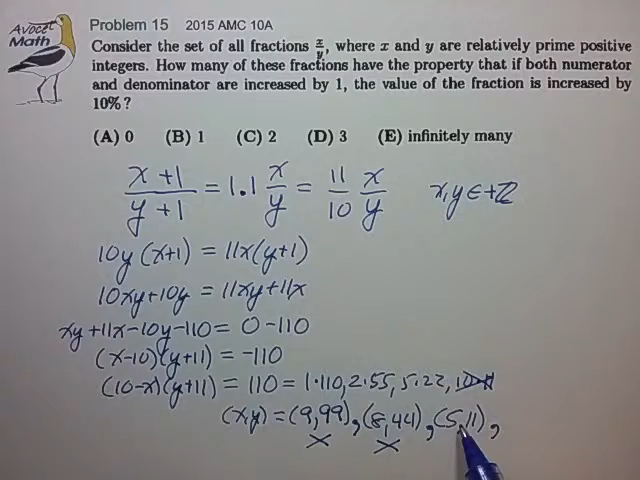 Avocet Math
Problem 15 2015 AMC 10A
Consider the set of all fractions x/y, where x and y are relatively prime positive
integers. How many of these fractions have the property that if both numerator
and denominator are increased by 1, the value of the fraction is increased by
10%?
(A) 0 (B) 1 (C) 2 (D) 3 (E) infinitely many
(x+1)/(y+1) = 1.1 x/y = 11/10 x/y x,y ∈ +ℤ
10y(x+1) = 11x(y+1)
10xy+10y = 11xy+11x
xy+11x-10y-110 = 0-110
(x-10)(y+11) = -110
(10-x)(y+11) = 110 = 1·110, 2·55, 5·22, 10·11
(x,y) = (9,99), (8,44), (5,11),
× ×